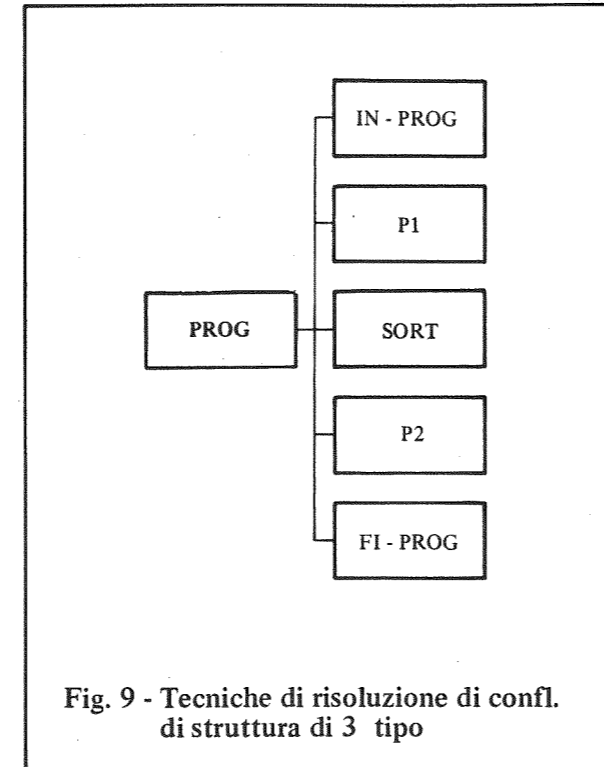 IN - PROG
P1
PROG
SORT
P2
FI - PROG
Fig. 9 - Tecniche di risoluzione di confl.
di struttura di 3 tipo